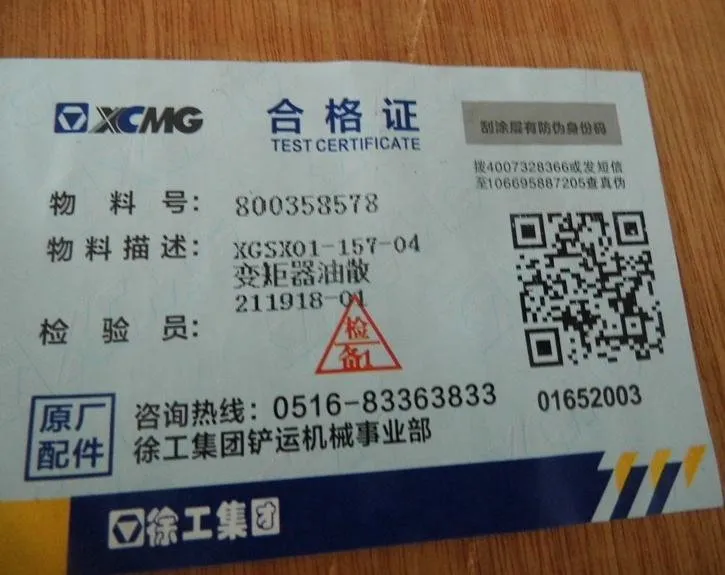 XCMG
合格证
TEST CERTIFICATE
刮涂层有防伪身份码
拨4007328366或发短信
至106695887205查真伪
物料号：800358578
物料描述：XGSX01-157-04
变矩器油散
211918-01
检验员：
检
备1
原厂
配件
咨询热线：0516-83363833
徐工集团铲运机械事业部
01652003
徐工集团